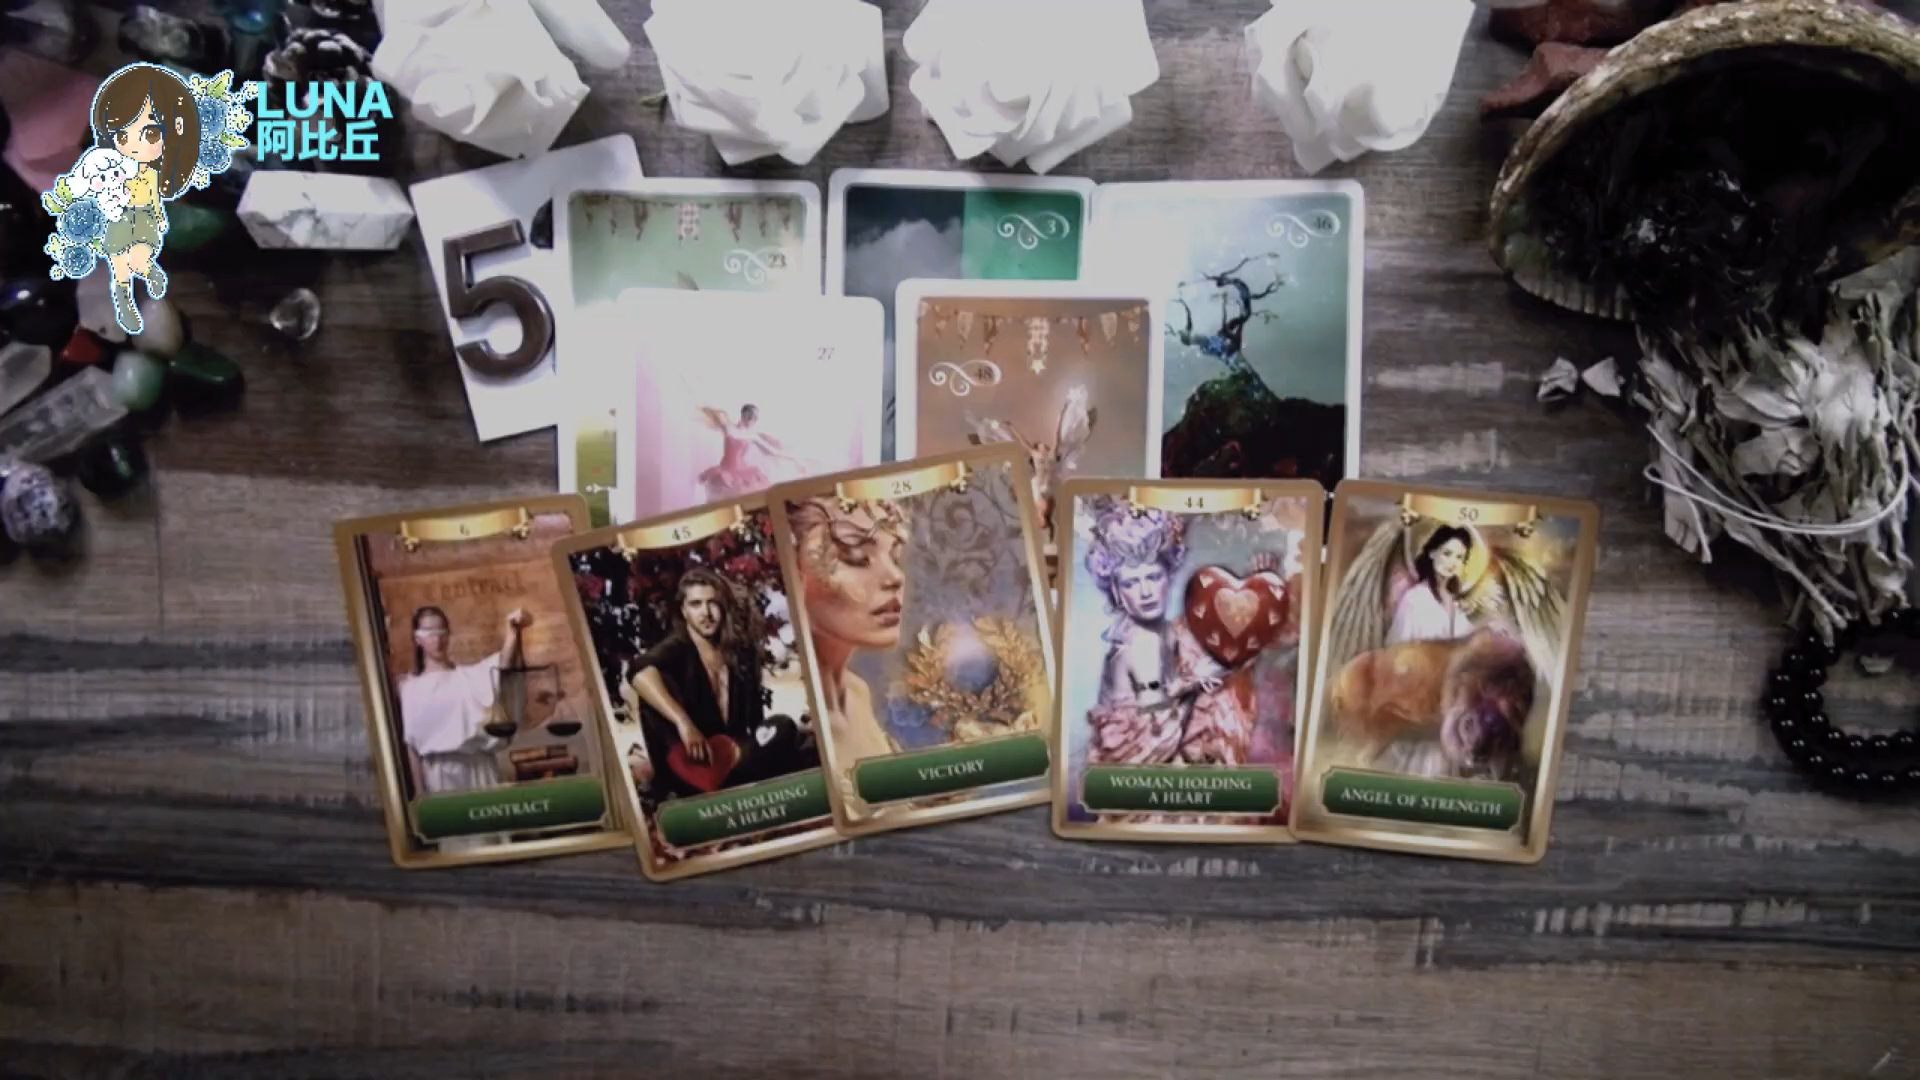 LUNA
阿比丘
5
23
3
46
27
48
6
Contract
CONTRACT
45
MAN HOLDING
A HEART
28
VICTORY
44
WOMAN HOLDING
A HEART
50
ANGEL OF STRENGTH